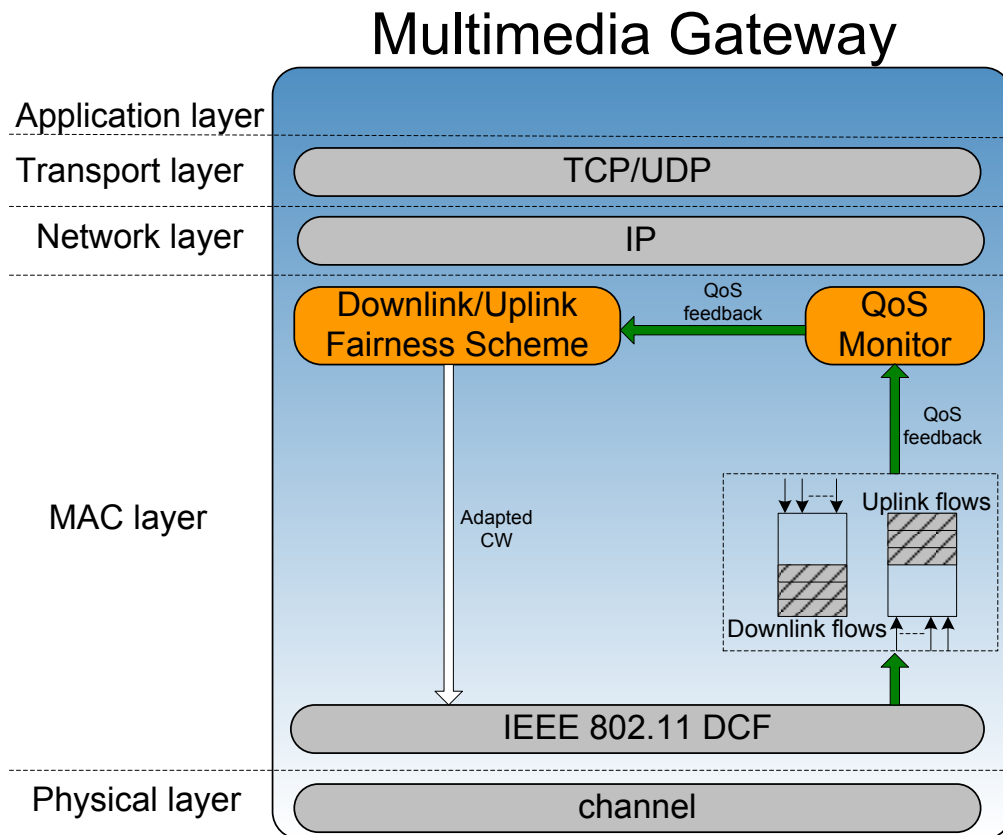 Multimedia Gateway
Application layer
Transport layer
TCP/UDP
Network layer
IP
Downlink/Uplink
Fairness Scheme
QoS
feedback
QoS
Monitor
QoS
feedback
MAC layer
Adapted
CW
Uplink flows
Downlink flows
IEEE 802.11 DCF
Physical layer
channel